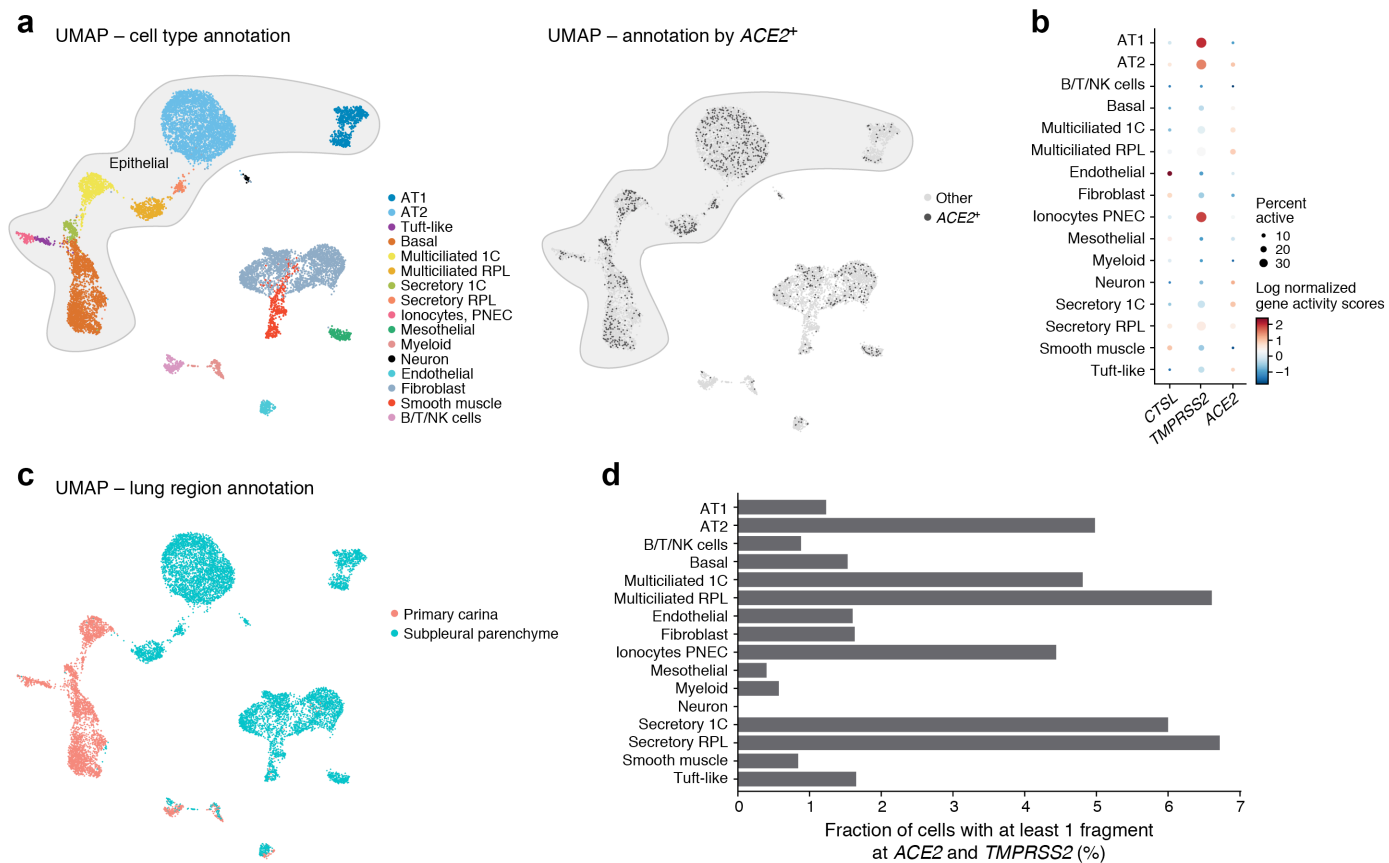 a
UMAP – cell type annotation
Epithelial
AT1
AT2
Tuft-like
Basal
Multiciliated 1C
Multiciliated RPL
Secretory 1C
Secretory RPL
Ionocytes, PNEC
Mesothelial
Myeloid
Neuron
Endothelial
Fibroblast
Smooth muscle
B/T/NK cells
UMAP – annotation by ACE2+
Other
ACE2+
b
AT1
AT2
B/T/NK cells
Basal
Multiciliated 1C
Multiciliated RPL
Endothelial
Fibroblast
Ionocytes PNEC
Mesothelial
Myeloid
Neuron
Secretory 1C
Secretory RPL
Smooth muscle
Tuft-like
CTSL
TMPRSS2
ACE2
Percent
active
10
20
30
Log normalized
gene activity scores
2
1
0
−1
c
UMAP – lung region annotation
Primary carina
Subpleural parenchyme
d
AT1
AT2
B/T/NK cells
Basal
Multiciliated 1C
Multiciliated RPL
Endothelial
Fibroblast
Ionocytes PNEC
Mesothelial
Myeloid
Neuron
Secretory 1C
Secretory RPL
Smooth muscle
Tuft-like
0 1 2 3 4 5 6 7
Fraction of cells with at least 1 fragment
at ACE2 and TMPRSS2 (%)